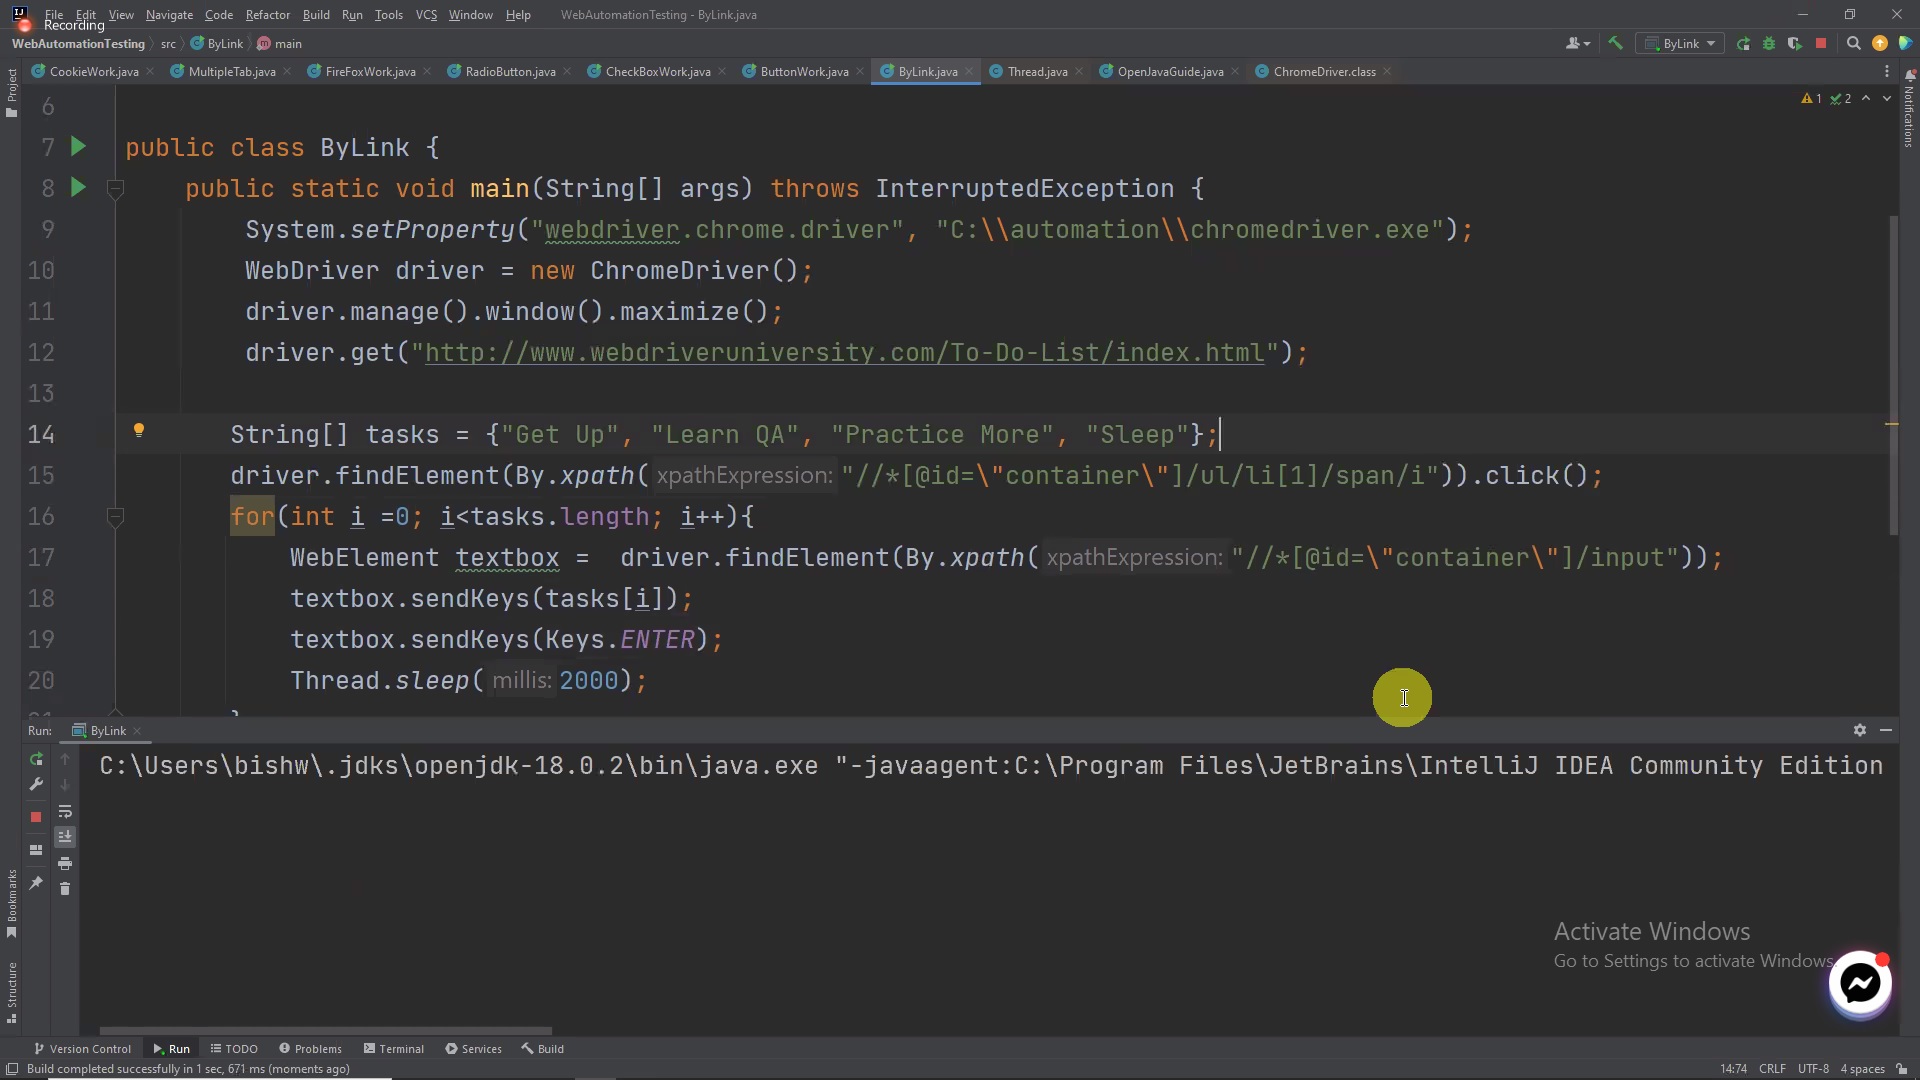 File Edit View Navigate Code Refactor Build Run Tools VCS Window Help WebAutomationTesting - ByLink.java
Recording
WebAutomationTesting src ByLink main ByLink
CookieWork.java MultipleTab.java FireFoxWork.java RadioButton.java CheckBoxWork.java ButtonWork.java ByLink.java Thread.java OpenJavaGuide.java ChromeDriver.class
Project
Notifications
1 2
6
7 public class ByLink {
8 public static void main(String[] args) throws InterruptedException {
9 System.setProperty("webdriver.chrome.driver", "C:\\automation\\chromedriver.exe");
10 WebDriver driver = new ChromeDriver();
11 driver.manage().window().maximize();
12 driver.get("http://www.webdriveruniversity.com/To-Do-List/index.html");
13
14 String[] tasks = {"Get Up", "Learn QA", "Practice More", "Sleep"};
15 driver.findElement(By.xpath( xpathExpression: "//*[@id=\"container\"]/ul/li[1]/span/i")).click();
16 for(int i =0; i<tasks.length; i++){
17 WebElement textbox = driver.findElement(By.xpath( xpathExpression: "//*[@id=\"container\"]/input"));
18 textbox.sendKeys(tasks[i]);
19 textbox.sendKeys(Keys.ENTER);
20 Thread.sleep( millis: 2000);
21 }
Run: ByLink
C:\Users\bishw\.jdks\openjdk-18.0.2\bin\java.exe "-javaagent:C:\Program Files\JetBrains\IntelliJ IDEA Community Edition
Bookmarks
Structure
Activate Windows
Go to Settings to activate Windows.
Version Control Run TODO Problems Terminal Services Build
Build completed successfully in 1 sec, 671 ms (moments ago) 14:74 CRLF UTF-8 4 spaces